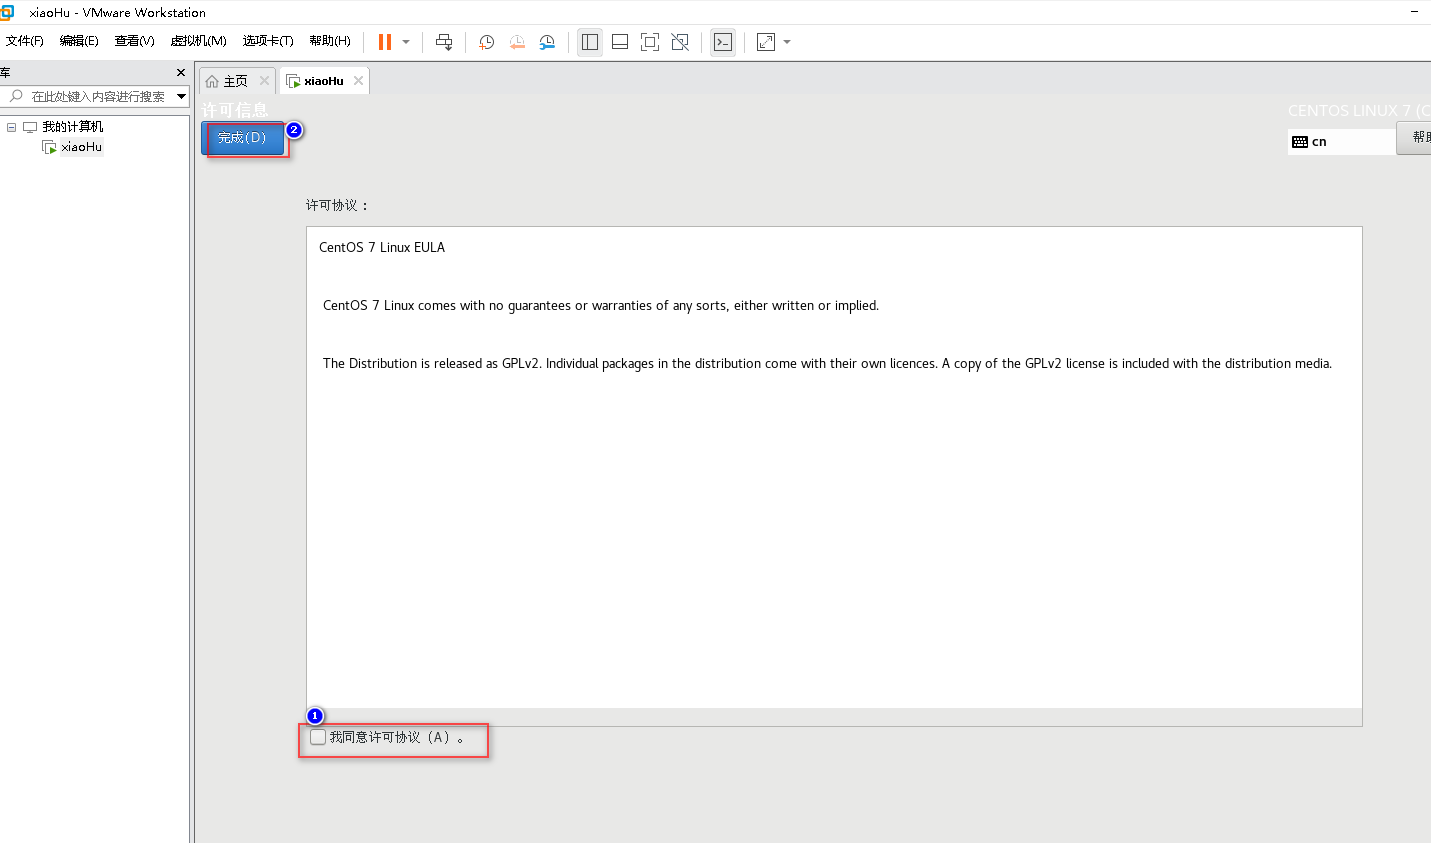 xiaoHu - VMware Workstation
文件(F) 编辑(E) 查看(V) 虚拟机(M) 选项卡(T) 帮助(H)
库
在此处键入内容进行搜索
我的计算机
xiaoHu
主页 xiaoHu
许可信息
CENTOS LINUX 7 (C
完成(D)
2
cn
帮助
许可协议：
CentOS 7 Linux EULA
CentOS 7 Linux comes with no guarantees or warranties of any sorts, either written or implied.
The Distribution is released as GPLv2. Individual packages in the distribution come with their own licences. A copy of the GPLv2 license is included with the distribution media.
1
我同意许可协议（A）。